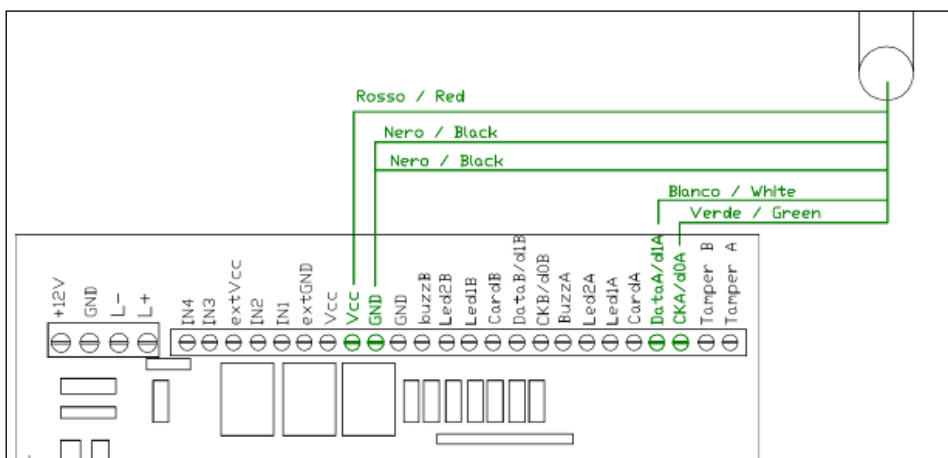 Rosso / Red
Nero / Black
Nero / Black
Bianco / White
Verde / Green
+12V
GND
L-
L+
IN4
IN3
extVcc
IN2
IN1
extGND
Vcc
Vcc
GND
GND
buzzB
Led2B
Led1B
CardB
DataB/d1B
CKB/d0B
BuzzA
Led2A
Led1A
CardA
DataA/d1A
CKA/d0A
Tamper B
Tamper A